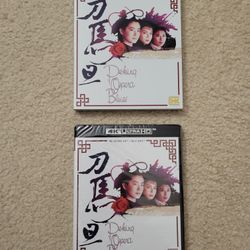 刀馬旦
Peking
Opera
Blues
4K ULTRA HD
刀馬旦
Peking
Opera
Blues